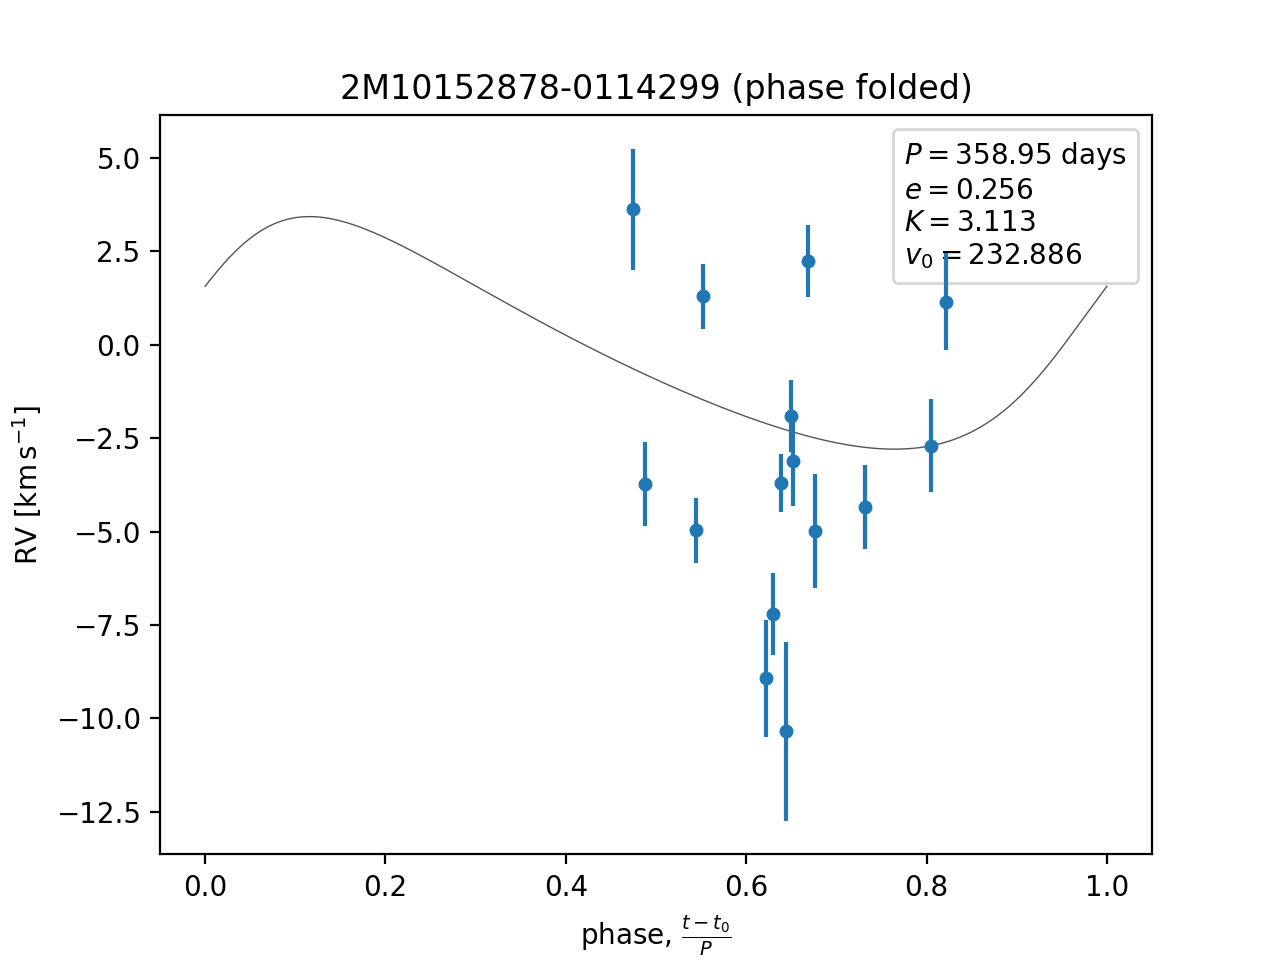 2M10152878-0114299 (phase folded)
P = 358.95 days
e = 0.256
K = 3.113
v₀ = 232.886
5.0
2.5
0.0
−2.5
−5.0
−7.5
−10.0
−12.5
RV [km s⁻¹]
0.0 0.2 0.4 0.6 0.8 1.0
phase, (t − t₀)/P